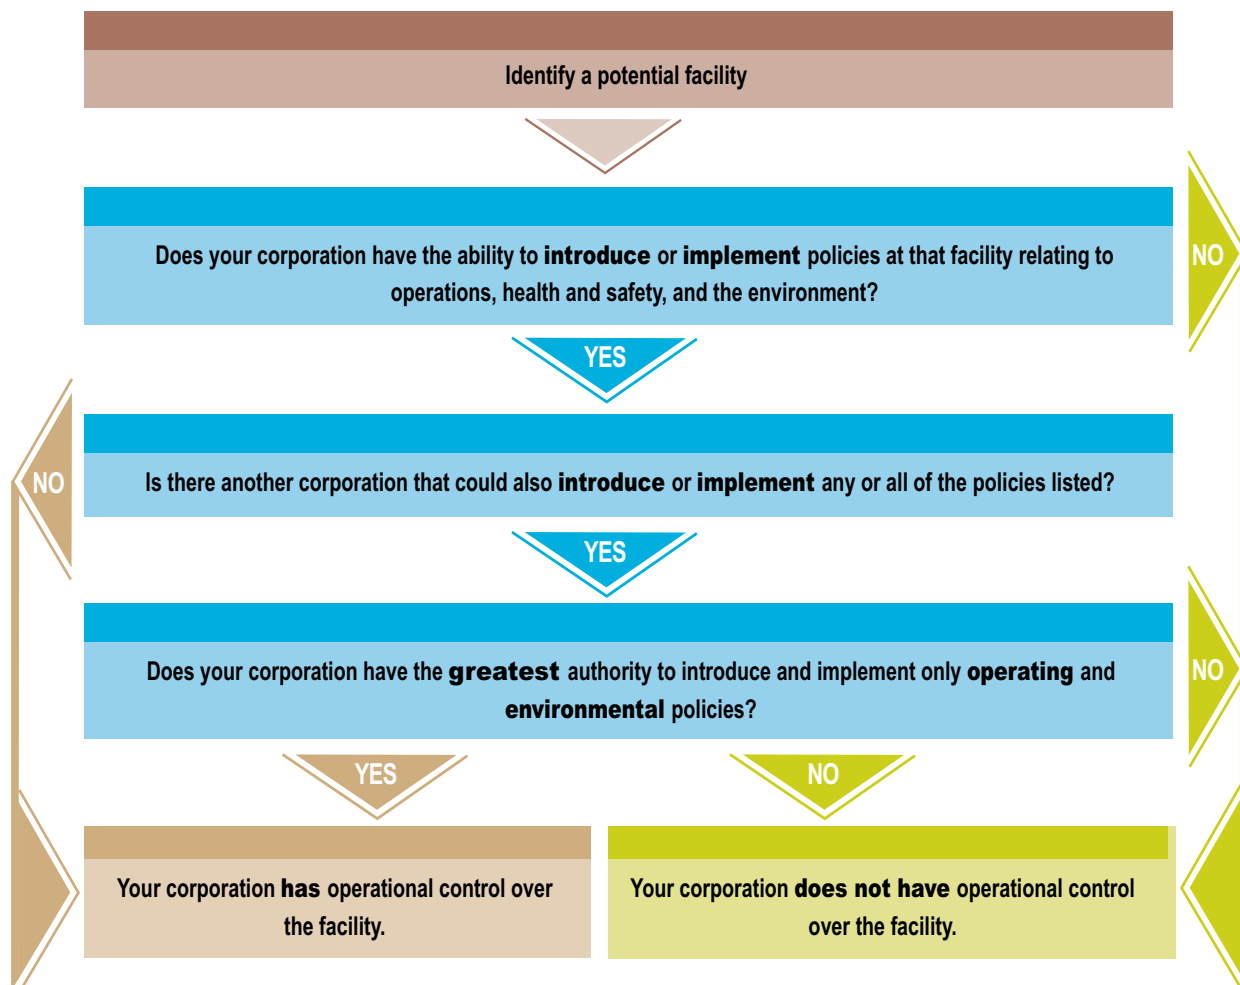 Identify a potential facility
Does your corporation have the ability to introduce or implement policies at that facility relating to
operations, health and safety, and the environment?
NO
YES
NO
Is there another corporation that could also introduce or implement any or all of the policies listed?
YES
Does your corporation have the greatest authority to introduce and implement only operating and
environmental policies?
NO
YES
NO
Your corporation has operational control over
the facility.
Your corporation does not have operational control
over the facility.